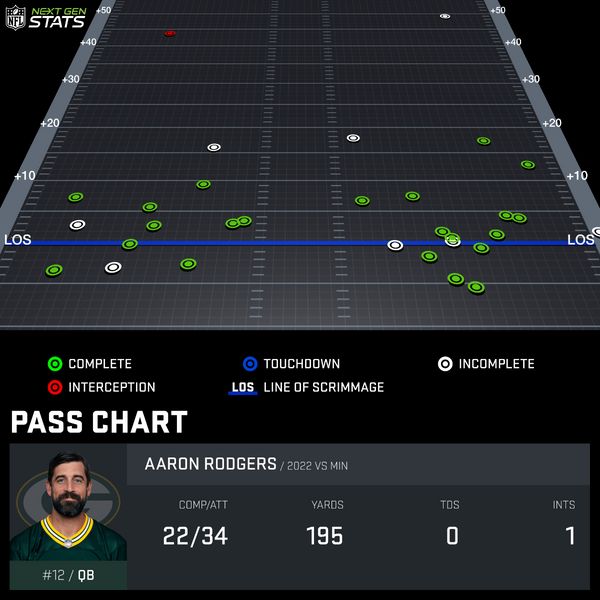 NFL NEXT GEN STATS
+50 +50
+40 +40
+30 +30
+20 +20
+10 +10
LOS LOS
COMPLETE TOUCHDOWN INCOMPLETE
INTERCEPTION LOS LINE OF SCRIMMAGE
PASS CHART
AARON RODGERS / 2022 VS MIN
COMP/ATT YARDS TDS INTS
22/34 195 0 1
#12 / QB